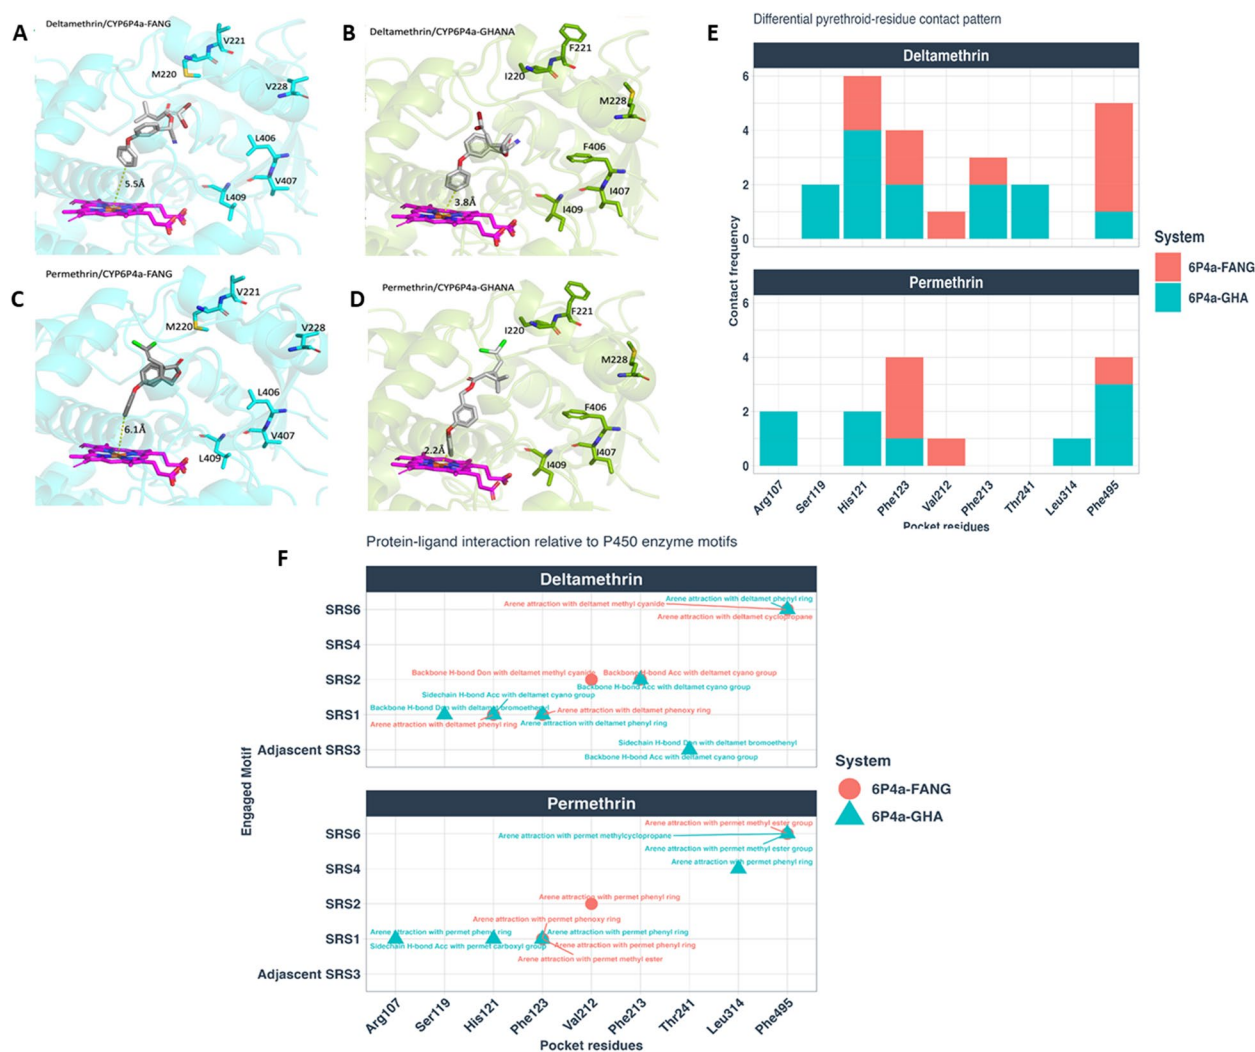 A
Deltamethrin/CYP6P4a-FANG
V221
M220
V228
L406
V407
L409
5.5Å
B
Deltamethrin/CYP6P4a-GHANA
F221
I220
M228
F406
I407
I409
3.8Å
C
Permethrin/CYP6P4a-FANG
V221
M220
V228
L406
V407
L409
6.1Å
D
Permethrin/CYP6P4a-GHANA
I220
F221
M228
F406
I407
I409
2.2Å
E
Differential pyrethroid-residue contact pattern
Deltamethrin
6
4
2
0
Permethrin
6
4
2
0
Contact frequency
Arg107
Ser119
His121
Phe123
Val212
Phe213
Thr241
Leu314
Phe495
Pocket residues
System
6P4a-FANG
6P4a-GHA
F
Protein-ligand interaction relative to P450 enzyme motifs
Deltamethrin
SRS6
SRS4
SRS2
SRS1
Adjascent SRS3
Arene attraction with deltamet phenyl ring
Arene attraction with deltamet methyl cyanide
Arene attraction with deltamet cyclopropane
Backbone H-bond Don with deltamet methyl cyanide
Backbone H-bond Acc with deltamet cyano group
Backbone H-bond Acc with deltamet cyano group
Sidechain H-bond Acc with deltamet cyano group
Backbone H-bond Don with deltamet bromoethenyl
Arene attraction with deltamet phenoxy ring
Arene attraction with deltamet phenyl ring
Arene attraction with deltamet phenyl ring
Sidechain H-bond Don with deltamet bromoethenyl
Backbone H-bond Acc with deltamet cyano group
Permethrin
SRS6
SRS4
SRS2
SRS1
Adjascent SRS3
Arene attraction with permet methyl ester group
Arene attraction with permet methylcyclopropane
Arene attraction with permet methyl ester group
Arene attraction with permet phenyl ring
Arene attraction with permet phenyl ring
Arene attraction with permet phenoxy ring
Arene attraction with permet phenyl ring
Arene attraction with permet phenyl ring
Sidechain H-bond Acc with permet carboxyl group
Arene attraction with permet phenyl ring
Arene attraction with permet methyl ester
Engaged Motif
Arg107
Ser119
His121
Phe123
Val212
Phe213
Thr241
Leu314
Phe495
Pocket residues
System
6P4a-FANG
6P4a-GHA